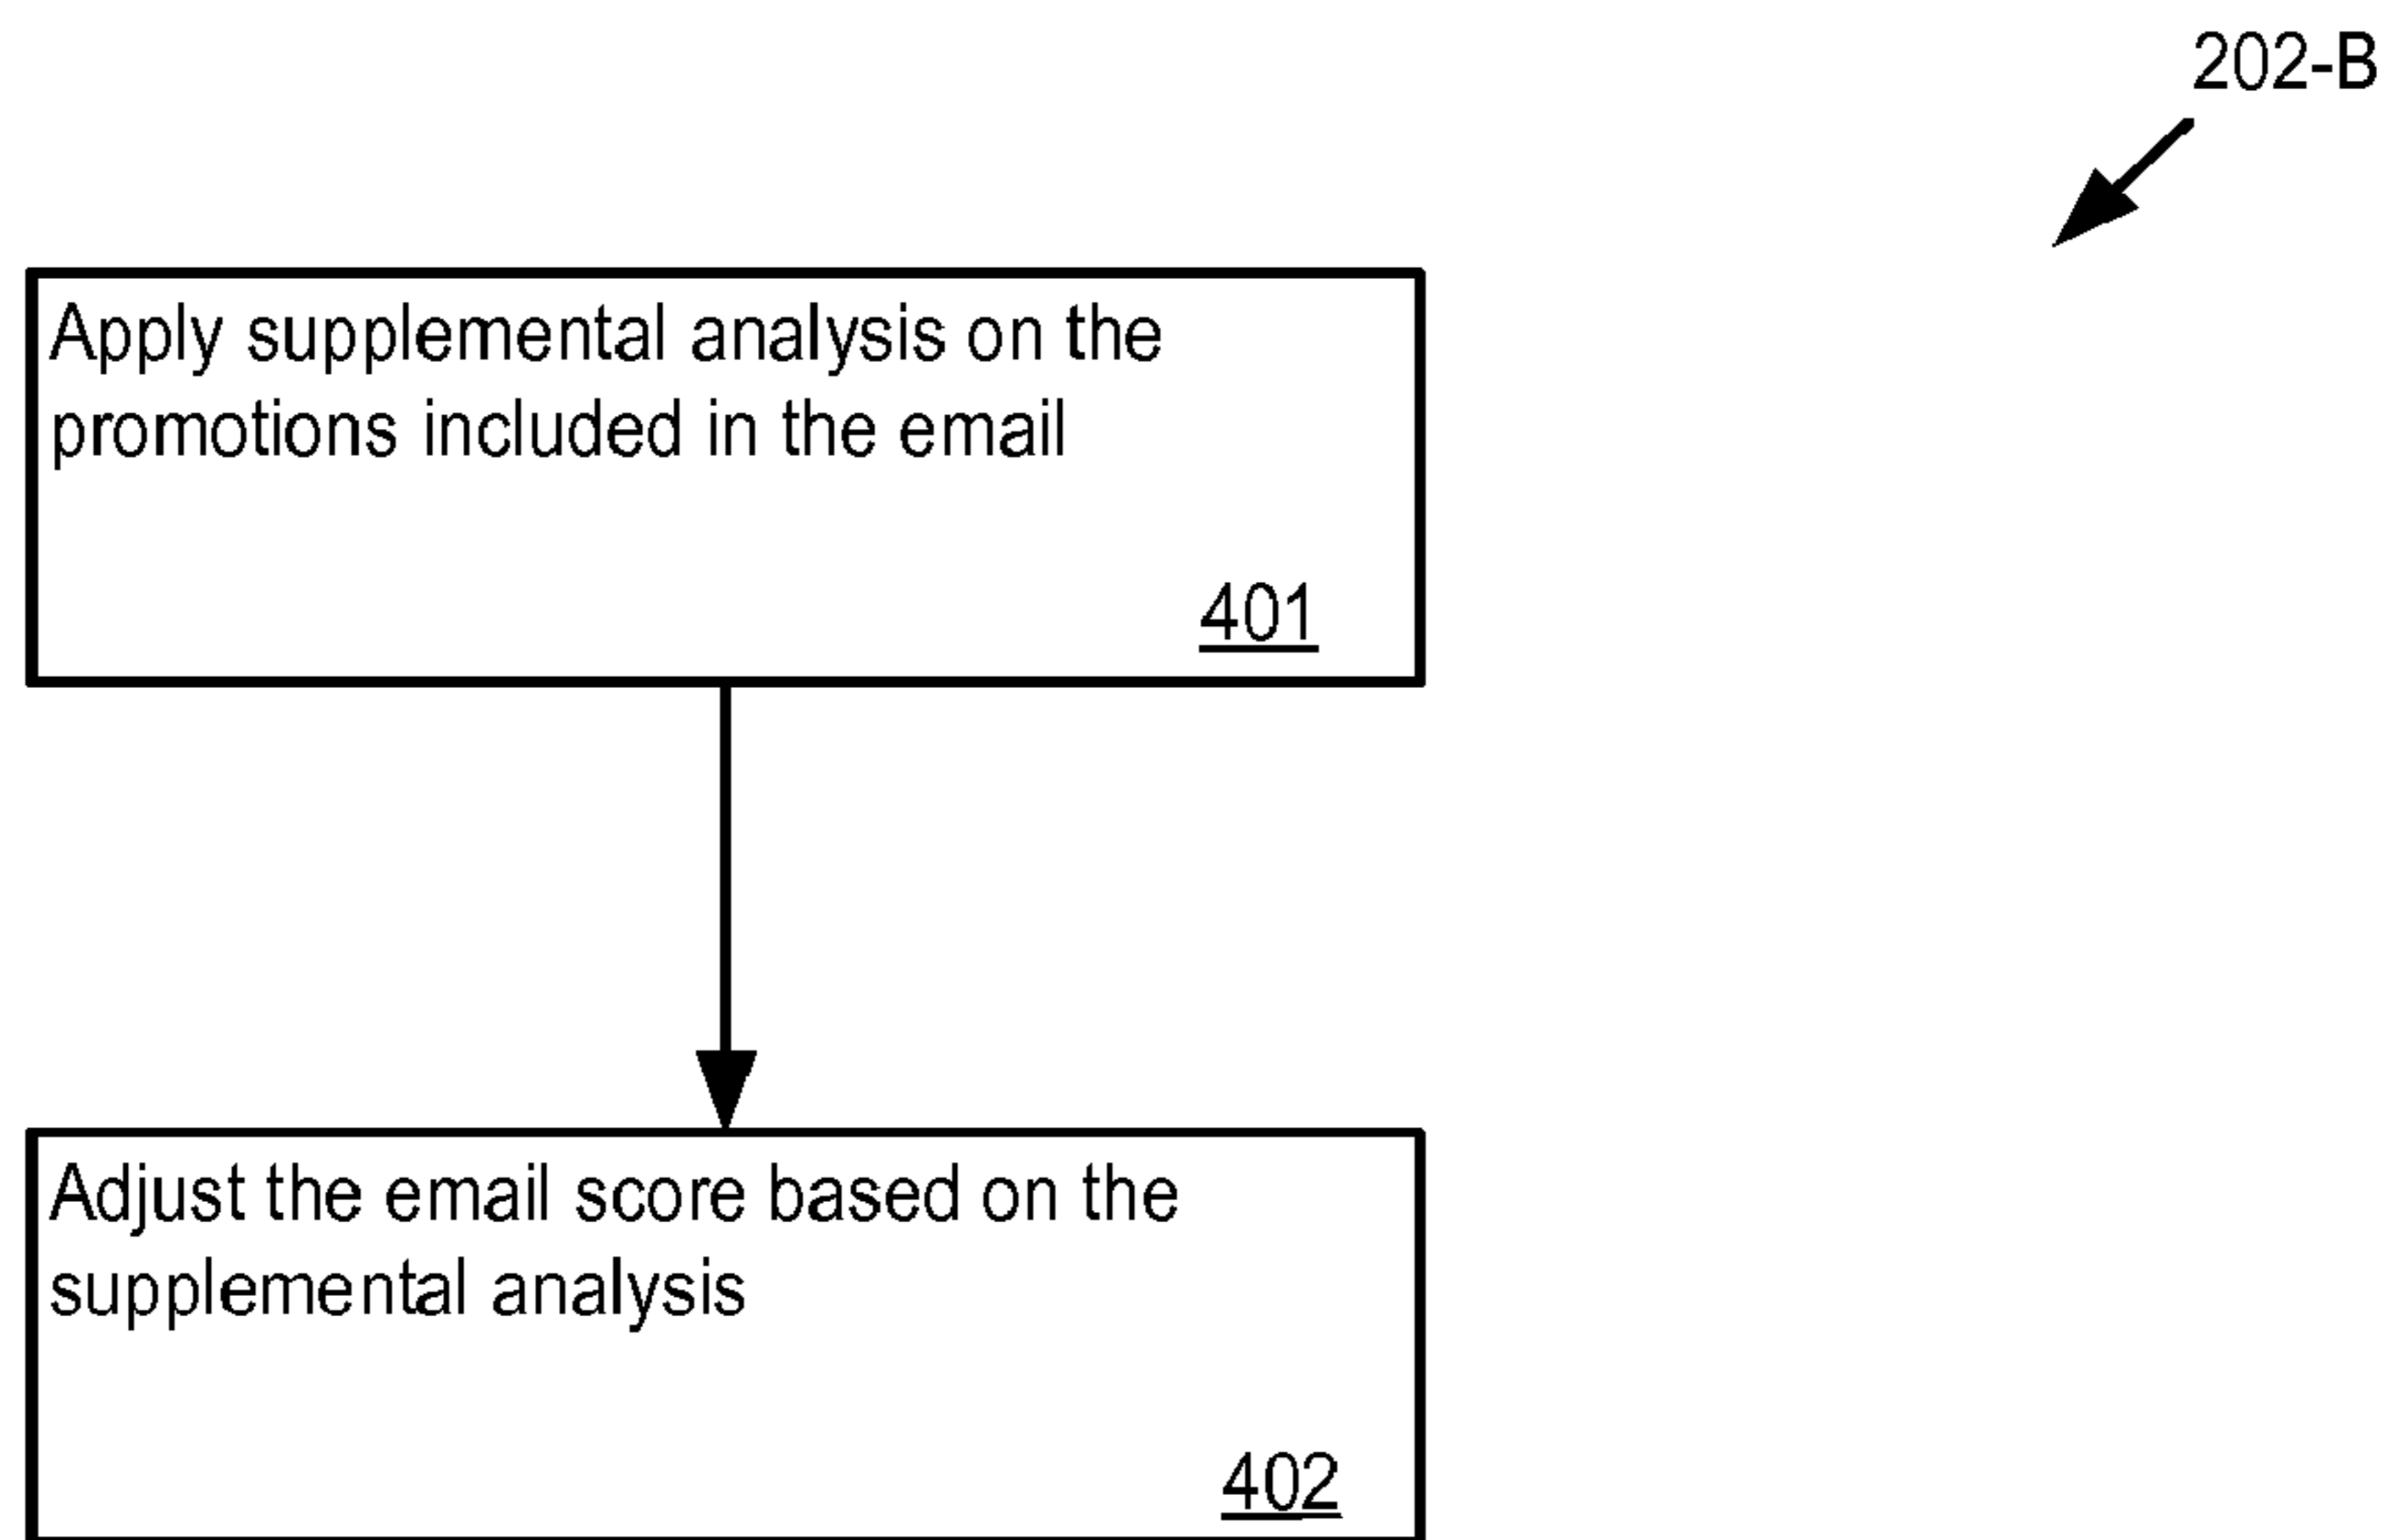 202-B
Apply supplemental analysis on the
promotions included in the email
401
Adjust the email score based on the
supplemental analysis
402